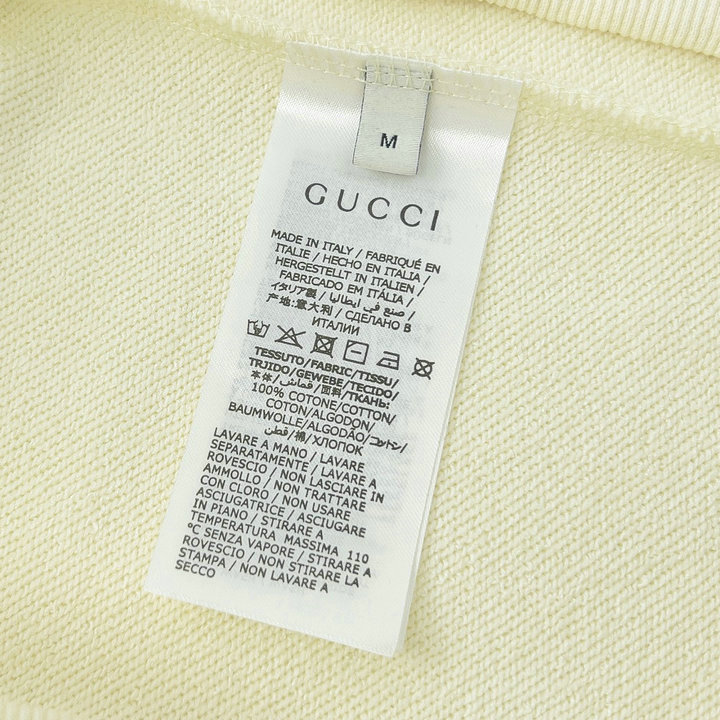 M
GUCCI
MADE IN ITALY / FABRIQUÉ EN
ITALIE / HECHO EN ITALIA /
HERGESTELLT IN ITALIEN /
FABRICADO EM ITÁLIA /
イタリア製 / صنع في إيطاليا /
产地:意大利 / СДЕЛАНО В
ИТАЛИИ
TESSUTO/FABRIC/TISSU/
TEJIDO/GEWEBE/TECIDO/
本体/قماش/面料/ТКАНЬ:
100% COTONE/COTTON/
COTON/ALGODON/
BAUMWOLLE/ALGODÃO/コットン/
قطن/棉/ХЛОПОК
LAVARE A MANO / LAVARE
SEPARATAMENTE / LAVARE A
ROVESCIO / NON LASCIARE IN
AMMOLLO / NON TRATTARE
CON CLORO / NON USARE
ASCIUGATRICE / ASCIUGARE
IN PIANO / STIRARE A
TEMPERATURA MASSIMA 110
°C SENZA VAPORE / STIRARE A
ROVESCIO / NON STIRARE LA
STAMPA / NON LAVARE A
SECCO